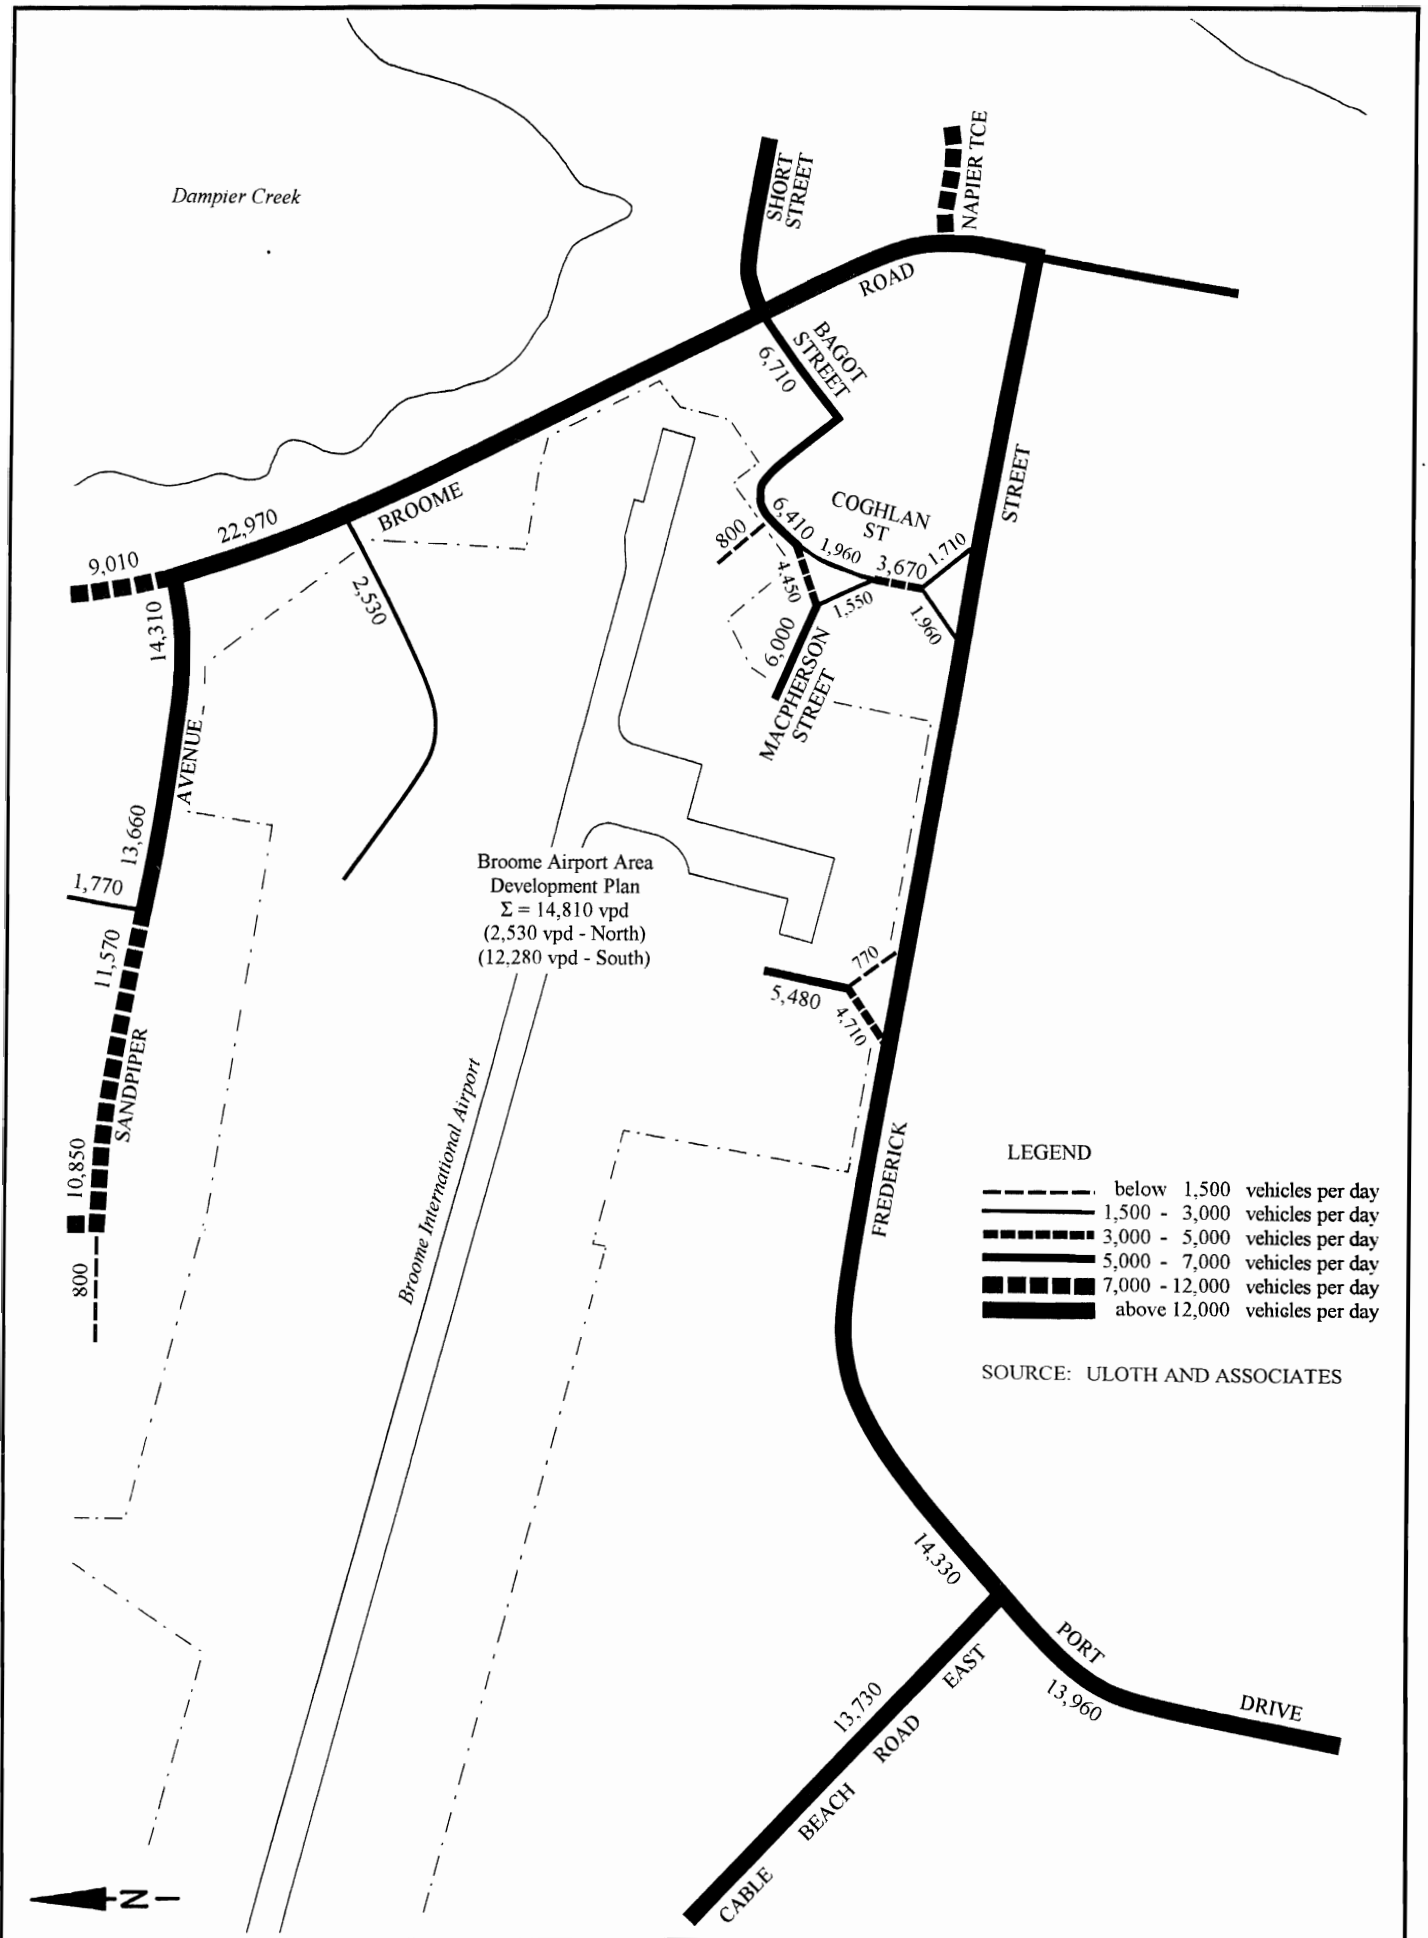 Dampier Creek
SHORT
STREET
NAPIER TCE
ROAD
BAGOT
STREET
6,710
BROOME
22,970
9,010
14,310
2,530
COGHLAN
ST
STREET
6,410
800
1,960
3,670
1,710
4,450
1,550
1,960
6,000
MACPHERSON
STREET
AVENUE
13,660
1,770
11,570
SANDPIPER
10,850
800
Broome Airport Area
Development Plan
Σ = 14,810 vpd
(2,530 vpd - North)
(12,280 vpd - South)
770
5,480
4,710
Broome International Airport
FREDERICK
LEGEND
below 1,500 vehicles per day
1,500 - 3,000 vehicles per day
3,000 - 5,000 vehicles per day
5,000 - 7,000 vehicles per day
7,000 - 12,000 vehicles per day
above 12,000 vehicles per day
SOURCE: ULOTH AND ASSOCIATES
14,330
PORT
DRIVE
13,960
13,730
CABLE BEACH ROAD EAST
N